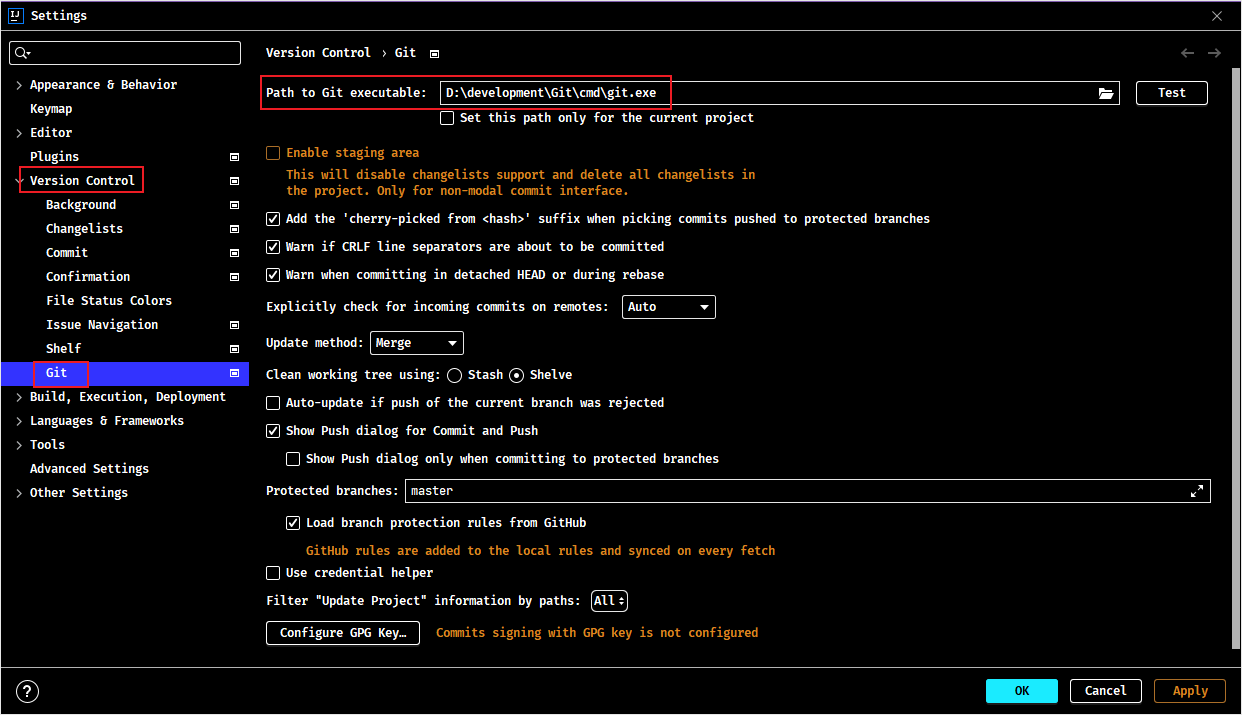 IJ Settings
Version Control › Git
Appearance & Behavior
Keymap
Editor
Plugins
Version Control
Background
Changelists
Commit
Confirmation
File Status Colors
Issue Navigation
Shelf
Git
Build, Execution, Deployment
Languages & Frameworks
Tools
Advanced Settings
Other Settings
Path to Git executable: D:\development\Git\cmd\git.exe Test
Set this path only for the current project
Enable staging area
This will disable changelists support and delete all changelists in
the project. Only for non-modal commit interface.
Add the 'cherry-picked from <hash>' suffix when picking commits pushed to protected branches
Warn if CRLF line separators are about to be committed
Warn when committing in detached HEAD or during rebase
Explicitly check for incoming commits on remotes: Auto
Update method: Merge
Clean working tree using: Stash Shelve
Auto-update if push of the current branch was rejected
Show Push dialog for Commit and Push
Show Push dialog only when committing to protected branches
Protected branches: master
Load branch protection rules from GitHub
GitHub rules are added to the local rules and synced on every fetch
Use credential helper
Filter "Update Project" information by paths: All
Configure GPG Key… Commits signing with GPG key is not configured
? OK Cancel Apply